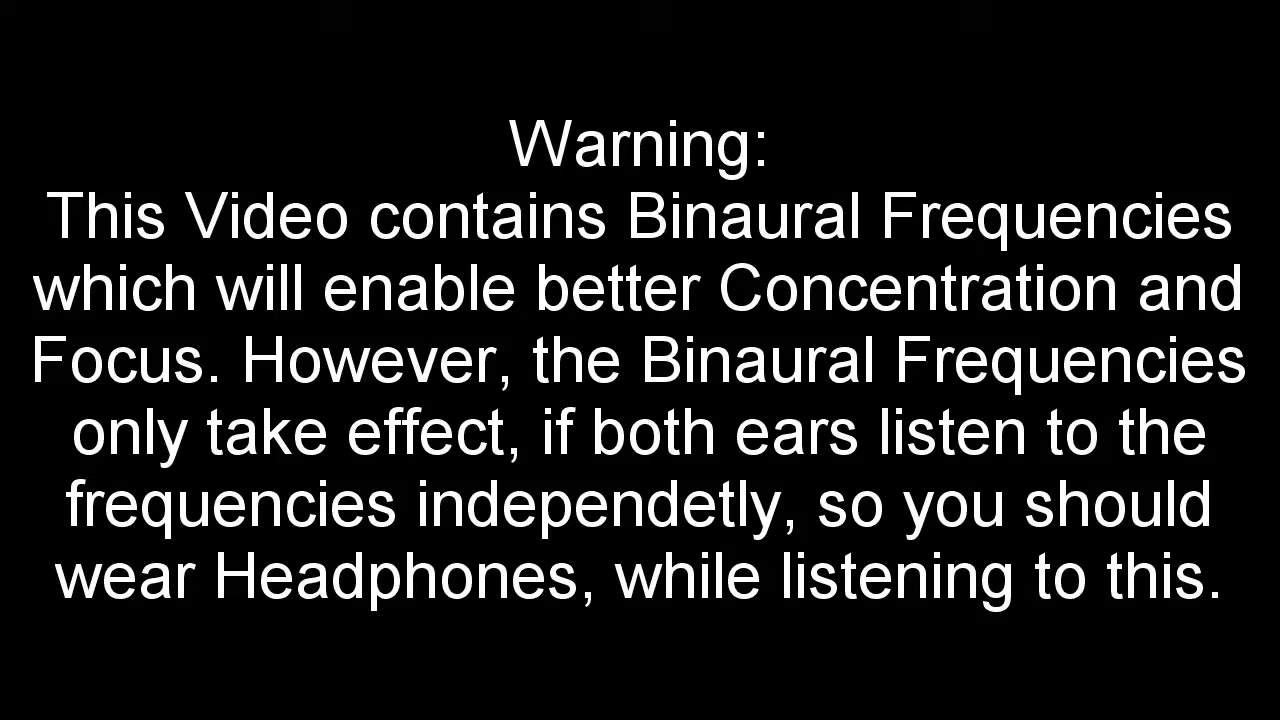 Warning:
This Video contains Binaural Frequencies
which will enable better Concentration and
Focus. However, the Binaural Frequencies
only take effect, if both ears listen to the
frequencies independetly, so you should
wear Headphones, while listening to this.